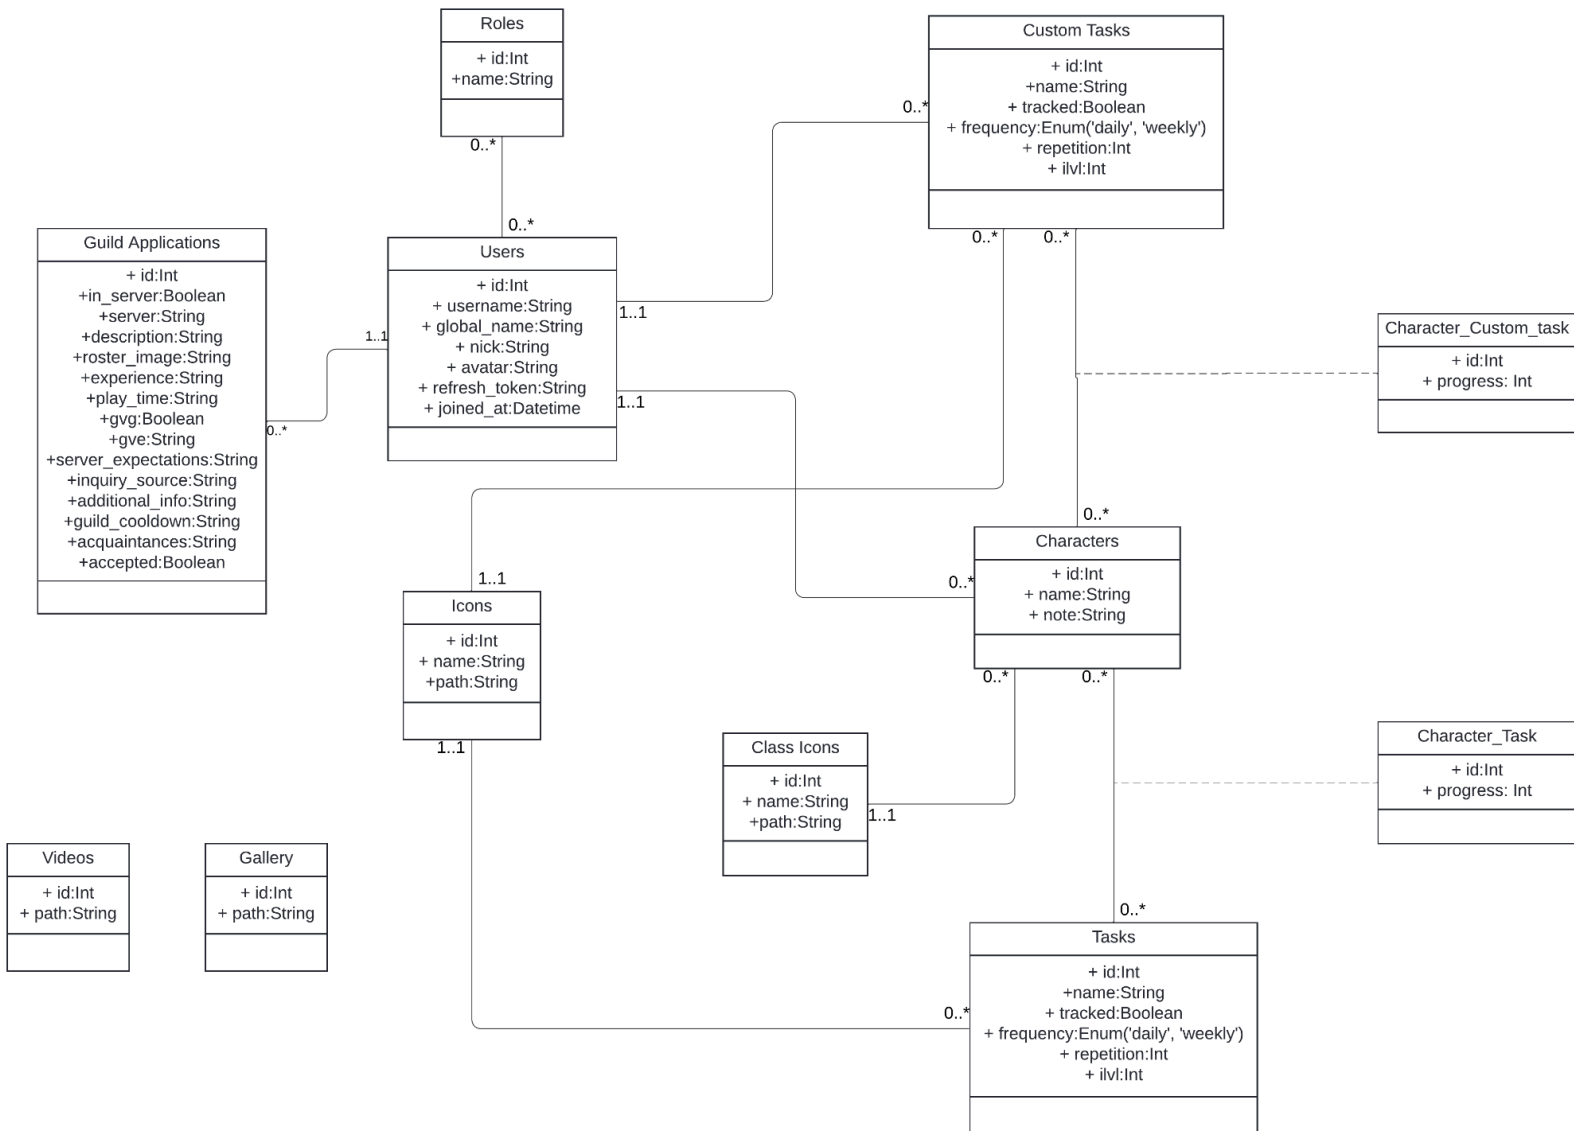 Roles
+ id:Int
+name:String
0..*
0..*
Custom Tasks
+ id:Int
+name:String
+ tracked:Boolean
+ frequency:Enum('daily', 'weekly')
+ repetition:Int
+ ilvl:Int
0..*
0..*
0..*
Guild Applications
+ id:Int
+in_server:Boolean
+server:String
+description:String
+roster_image:String
+experience:String
+play_time:String
+gvg:Boolean
+gve:String
+server_expectations:String
+inquiry_source:String
+additional_info:String
+guild_cooldown:String
+acquaintances:String
+accepted:Boolean
0..*
1..1
Users
+ id:Int
+ username:String
+ global_name:String
+ nick:String
+ avatar:String
+ refresh_token:String
+ joined_at:Datetime
1..1
1..1
Character_Custom_task
+ id:Int
+ progress: Int
0..*
0..*
Characters
+ id:Int
+ name:String
+ note:String
0..*
0..*
1..1
Icons
+ id:Int
+ name:String
+path:String
1..1
Class Icons
+ id:Int
+ name:String
+path:String
1..1
Character_Task
+ id:Int
+ progress: Int
Videos
+ id:Int
+ path:String
Gallery
+ id:Int
+ path:String
0..*
0..*
Tasks
+ id:Int
+name:String
+ tracked:Boolean
+ frequency:Enum('daily', 'weekly')
+ repetition:Int
+ ilvl:Int